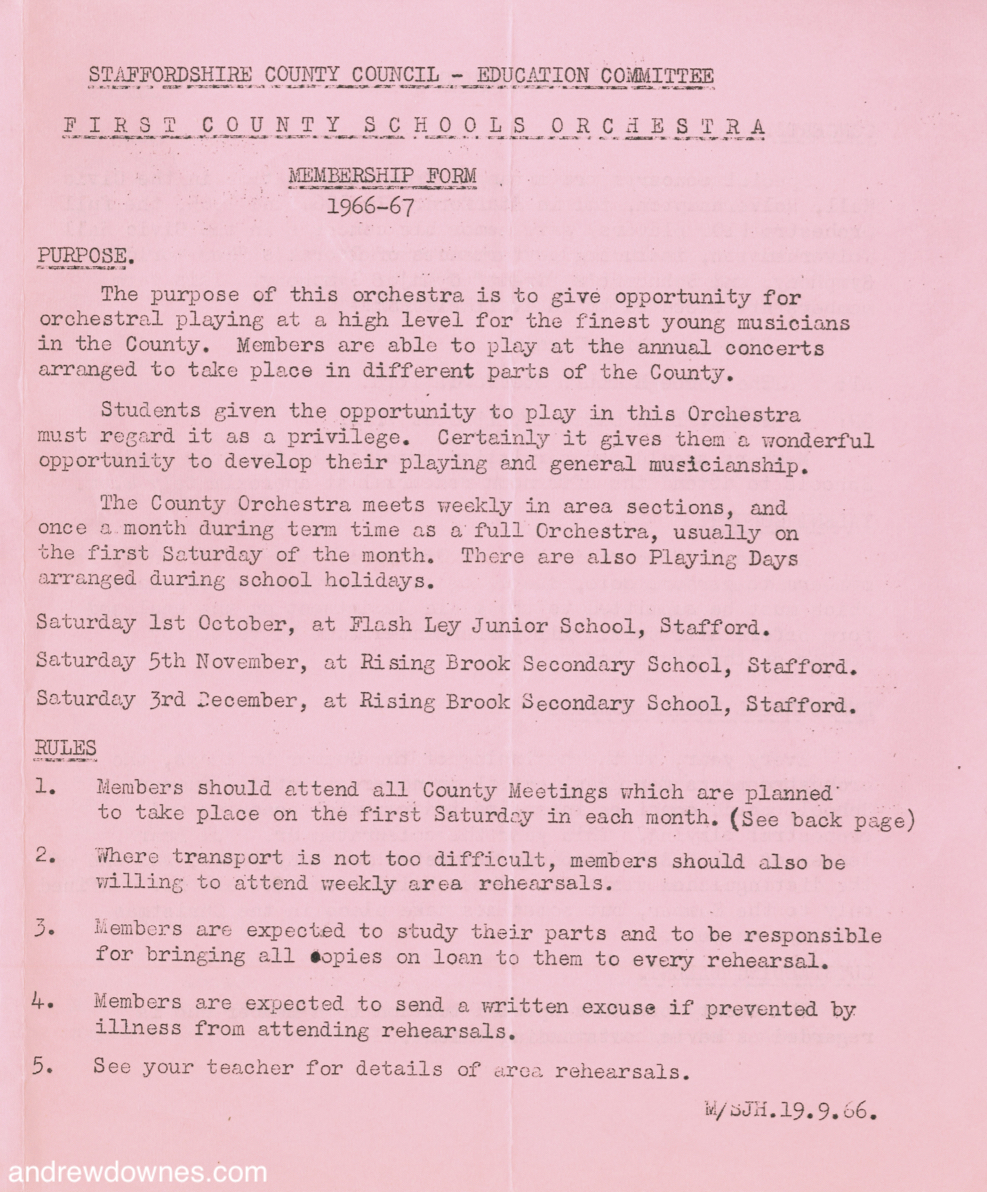 STAFFORDSHIRE COUNTY COUNCIL - EDUCATION COMMITTEE
FIRST COUNTY SCHOOLS ORCHESTRA
MEMBERSHIP FORM
1966-67
PURPOSE.
The purpose of this orchestra is to give opportunity for
orchestral playing at a high level for the finest young musicians
in the County. Members are able to play at the annual concerts
arranged to take place in different parts of the County.
Students given the opportunity to play in this Orchestra
must regard it as a privilege. Certainly it gives them a wonderful
opportunity to develop their playing and general musicianship.
The County Orchestra meets weekly in area sections, and
once a month during term time as a full Orchestra, usually on
the first Saturday of the month. There are also Playing Days
arranged during school holidays.
Saturday 1st October, at Flash Ley Junior School, Stafford.
Saturday 5th November, at Rising Brook Secondary School, Stafford.
Saturday 3rd December, at Rising Brook Secondary School, Stafford.
RULES
1. Members should attend all County Meetings which are planned
to take place on the first Saturday in each month. (See back page)
2. Where transport is not too difficult, members should also be
willing to attend weekly area rehearsals.
3. Members are expected to study their parts and to be responsible
for bringing all copies on loan to them to every rehearsal.
4. Members are expected to send a written excuse if prevented by
illness from attending rehearsals.
5. See your teacher for details of area rehearsals.
M/SJH.19.9.66.
andrewdownes.com